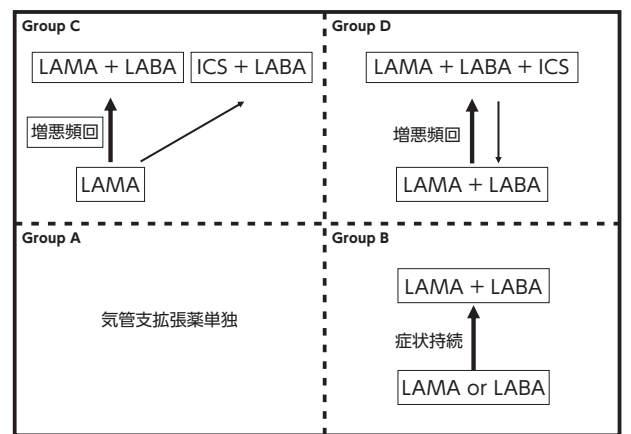 Group C
LAMA + LABA
ICS + LABA
増悪頻回
LAMA
Group D
LAMA + LABA + ICS
増悪頻回
LAMA + LABA
Group A
気管支拡張薬単独
Group B
LAMA + LABA
症状持続
LAMA or LABA